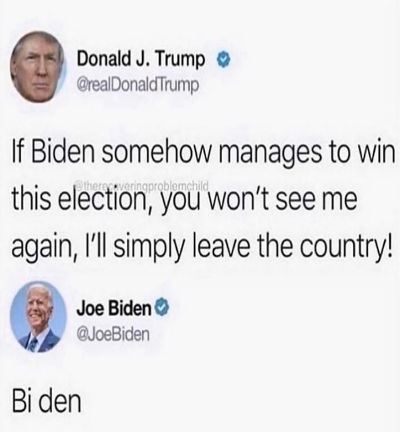 Donald J. Trump
@realDonaldTrump
If Biden somehow manages to win
@therecoveringproblemchild
this election, you won't see me
again, I'll simply leave the country!
Joe Biden
@JoeBiden
Bi den